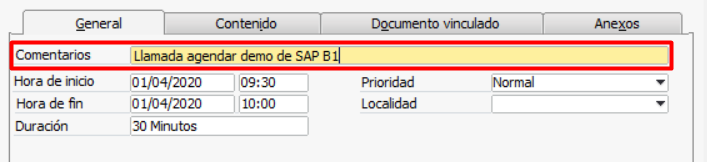 General Contenido Documento vinculado Anexos
Comentarios Llamada agendar demo de SAP B1
Hora de inicio 01/04/2020 09:30 Prioridad Normal
Hora de fin 01/04/2020 10:00 Localidad
Duración 30 Minutos